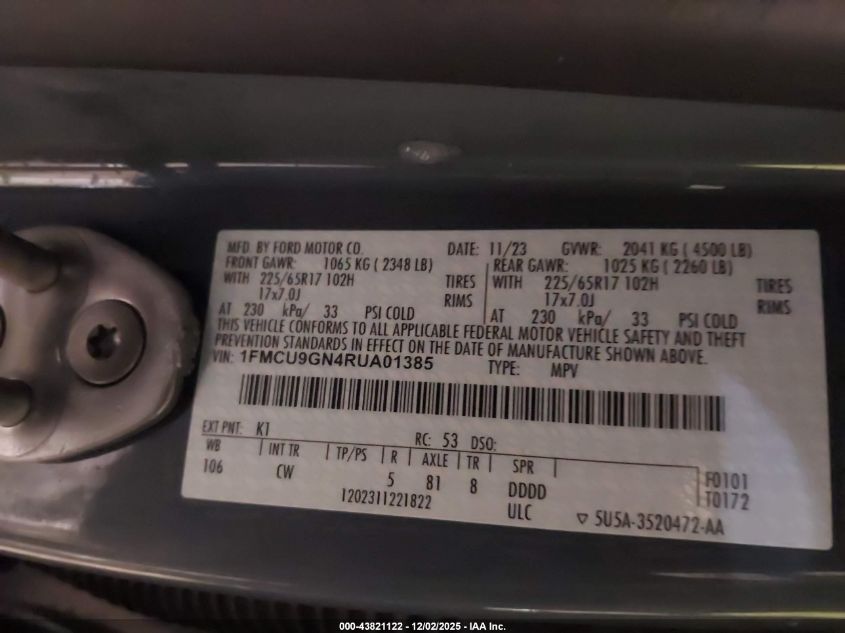 MFD. BY FORD MOTOR CO. DATE: 11/23 GVWR: 2041 KG ( 4500 LB)
FRONT GAWR: 1065 KG ( 2348 LB) REAR GAWR: 1025 KG ( 2260 LB)
WITH 225/65R17 102H TIRES WITH 225/65R17 102H TIRES
17x7.0J RIMS 17x7.0J RIMS
AT 230 kPa/ 33 PSI COLD AT 230 kPa/ 33 PSI COLD
THIS VEHICLE CONFORMS TO ALL APPLICABLE FEDERAL MOTOR VEHICLE SAFETY AND THEFT
PREVENTION STANDARDS IN EFFECT ON THE DATE OF MANUFACTURE SHOWN ABOVE.
VIN: 1FMCU9GN4RUA01385 TYPE: MPV
EXT PNT: K1 RC: 53 DSO:
WB INT TR TP/PS R AXLE TR SPR
106 CW 5 81 8 DDDD F0101
1202311221822 ULC T0172
5U5A-3520472-AA
000-43821122 - 12/02/2025 - IAA Inc.